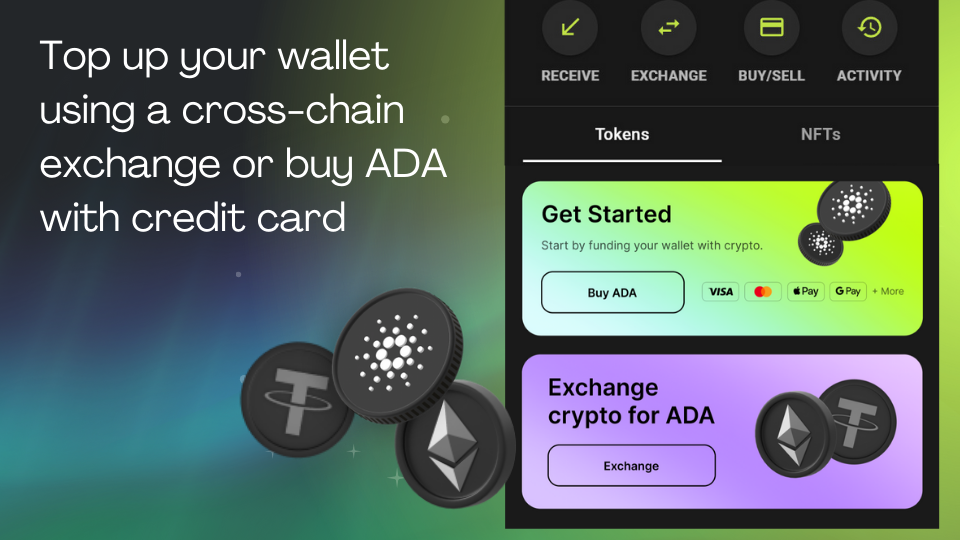 Top up your wallet
using a cross-chain
exchange or buy ADA
with credit card
RECEIVE EXCHANGE BUY/SELL ACTIVITY
Tokens NFTs
Get Started
Start by funding your wallet with crypto.
Buy ADA VISA Pay G Pay + More
Exchange
crypto for ADA
Exchange